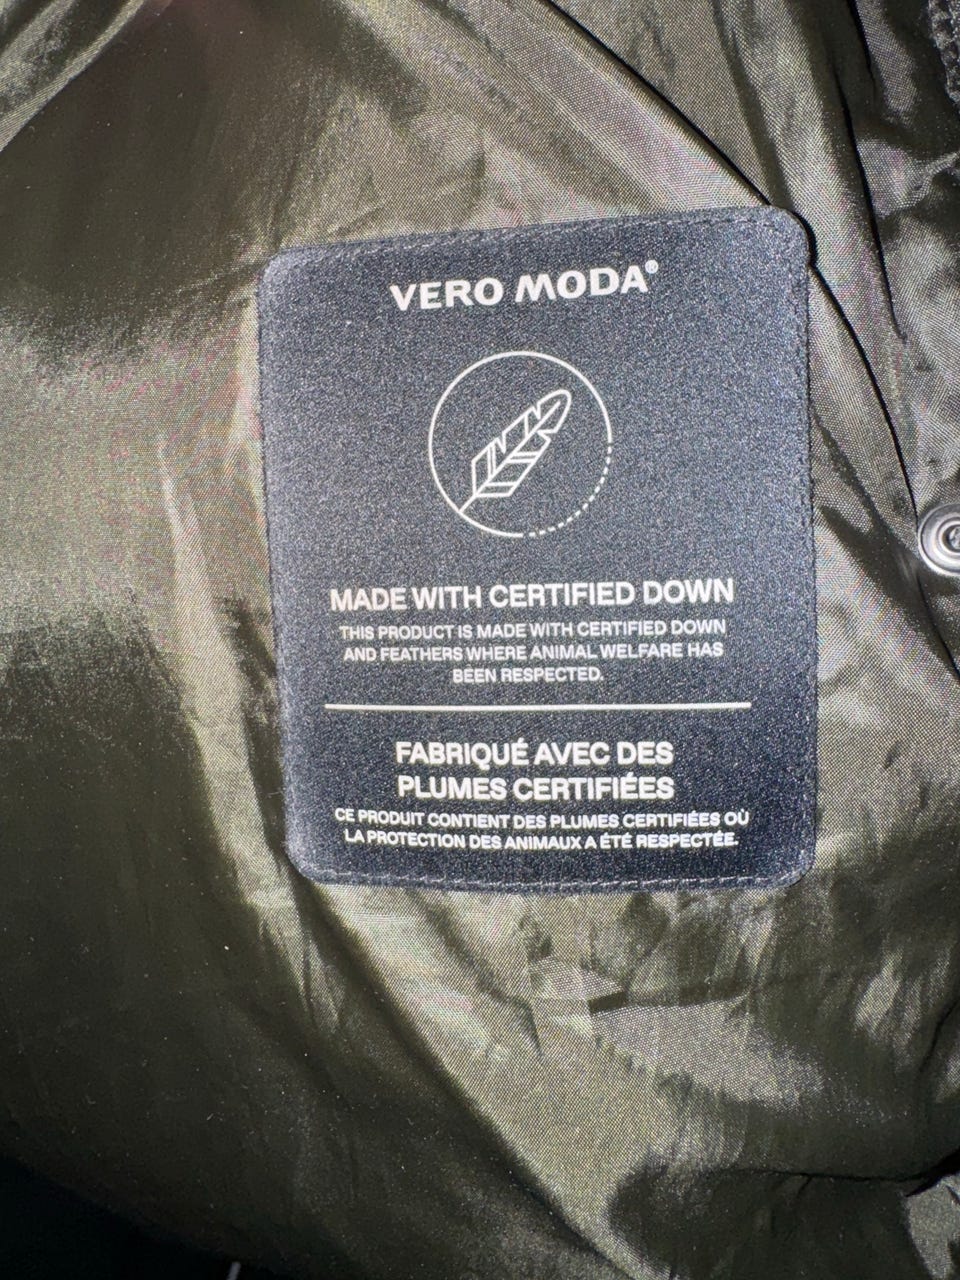 VERO MODA®
MADE WITH CERTIFIED DOWN
THIS PRODUCT IS MADE WITH CERTIFIED DOWN
AND FEATHERS WHERE ANIMAL WELFARE HAS
BEEN RESPECTED.
FABRIQUÉ AVEC DES
PLUMES CERTIFIÉES
CE PRODUIT CONTIENT DES PLUMES CERTIFIÉES OÙ
LA PROTECTION DES ANIMAUX A ÉTÉ RESPECTÉE.